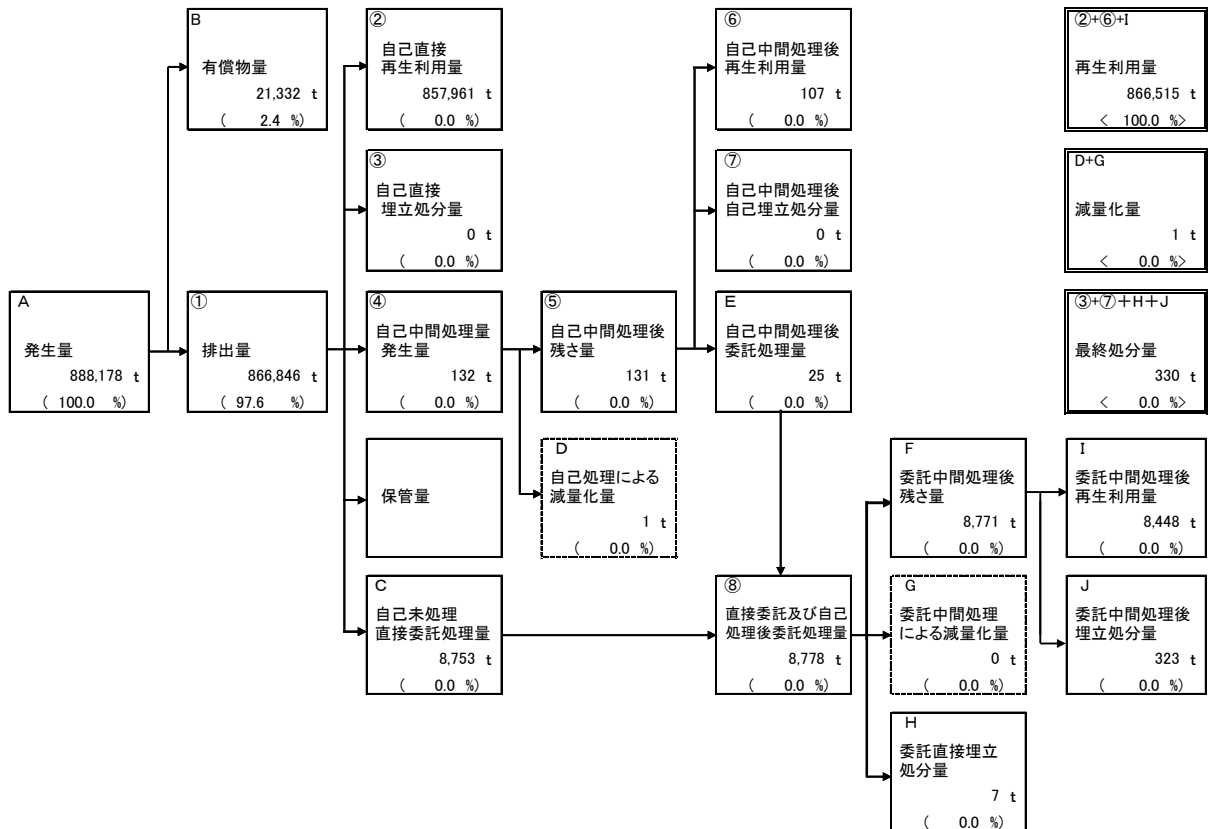 B
有償物量
21,332 t
( 2.4 %)
②
自己直接
再生利用量
857,961 t
( 0.0 %)
⑥
自己中間処理後
再生利用量
107 t
( 0.0 %)
②+⑥+I
再生利用量
866,515 t
< 100.0 %>
③
自己直接
埋立処分量
0 t
( 0.0 %)
⑦
自己中間処理後
自己埋立処分量
0 t
( 0.0 %)
D+G
減量化量
1 t
< 0.0 %>
A
発生量
888,178 t
( 100.0 %)
①
排出量
866,846 t
( 97.6 %)
④
自己中間処理量
発生量
132 t
( 0.0 %)
⑤
自己中間処理後
残さ量
131 t
( 0.0 %)
E
自己中間処理後
委託処理量
25 t
( 0.0 %)
③+⑦+H+J
最終処分量
330 t
< 0.0 %>
保管量
D
自己処理による
減量化量
1 t
( 0.0 %)
F
委託中間処理後
残さ量
8,771 t
( 0.0 %)
I
委託中間処理後
再生利用量
8,448 t
( 0.0 %)
C
自己未処理
直接委託処理量
8,753 t
( 0.0 %)
⑧
直接委託及び自己
処理後委託処理量
8,778 t
( 0.0 %)
G
委託中間処理
による減量化量
0 t
( 0.0 %)
J
委託中間処理後
埋立処分量
323 t
( 0.0 %)
H
委託直接埋立
処分量
7 t
( 0.0 %)